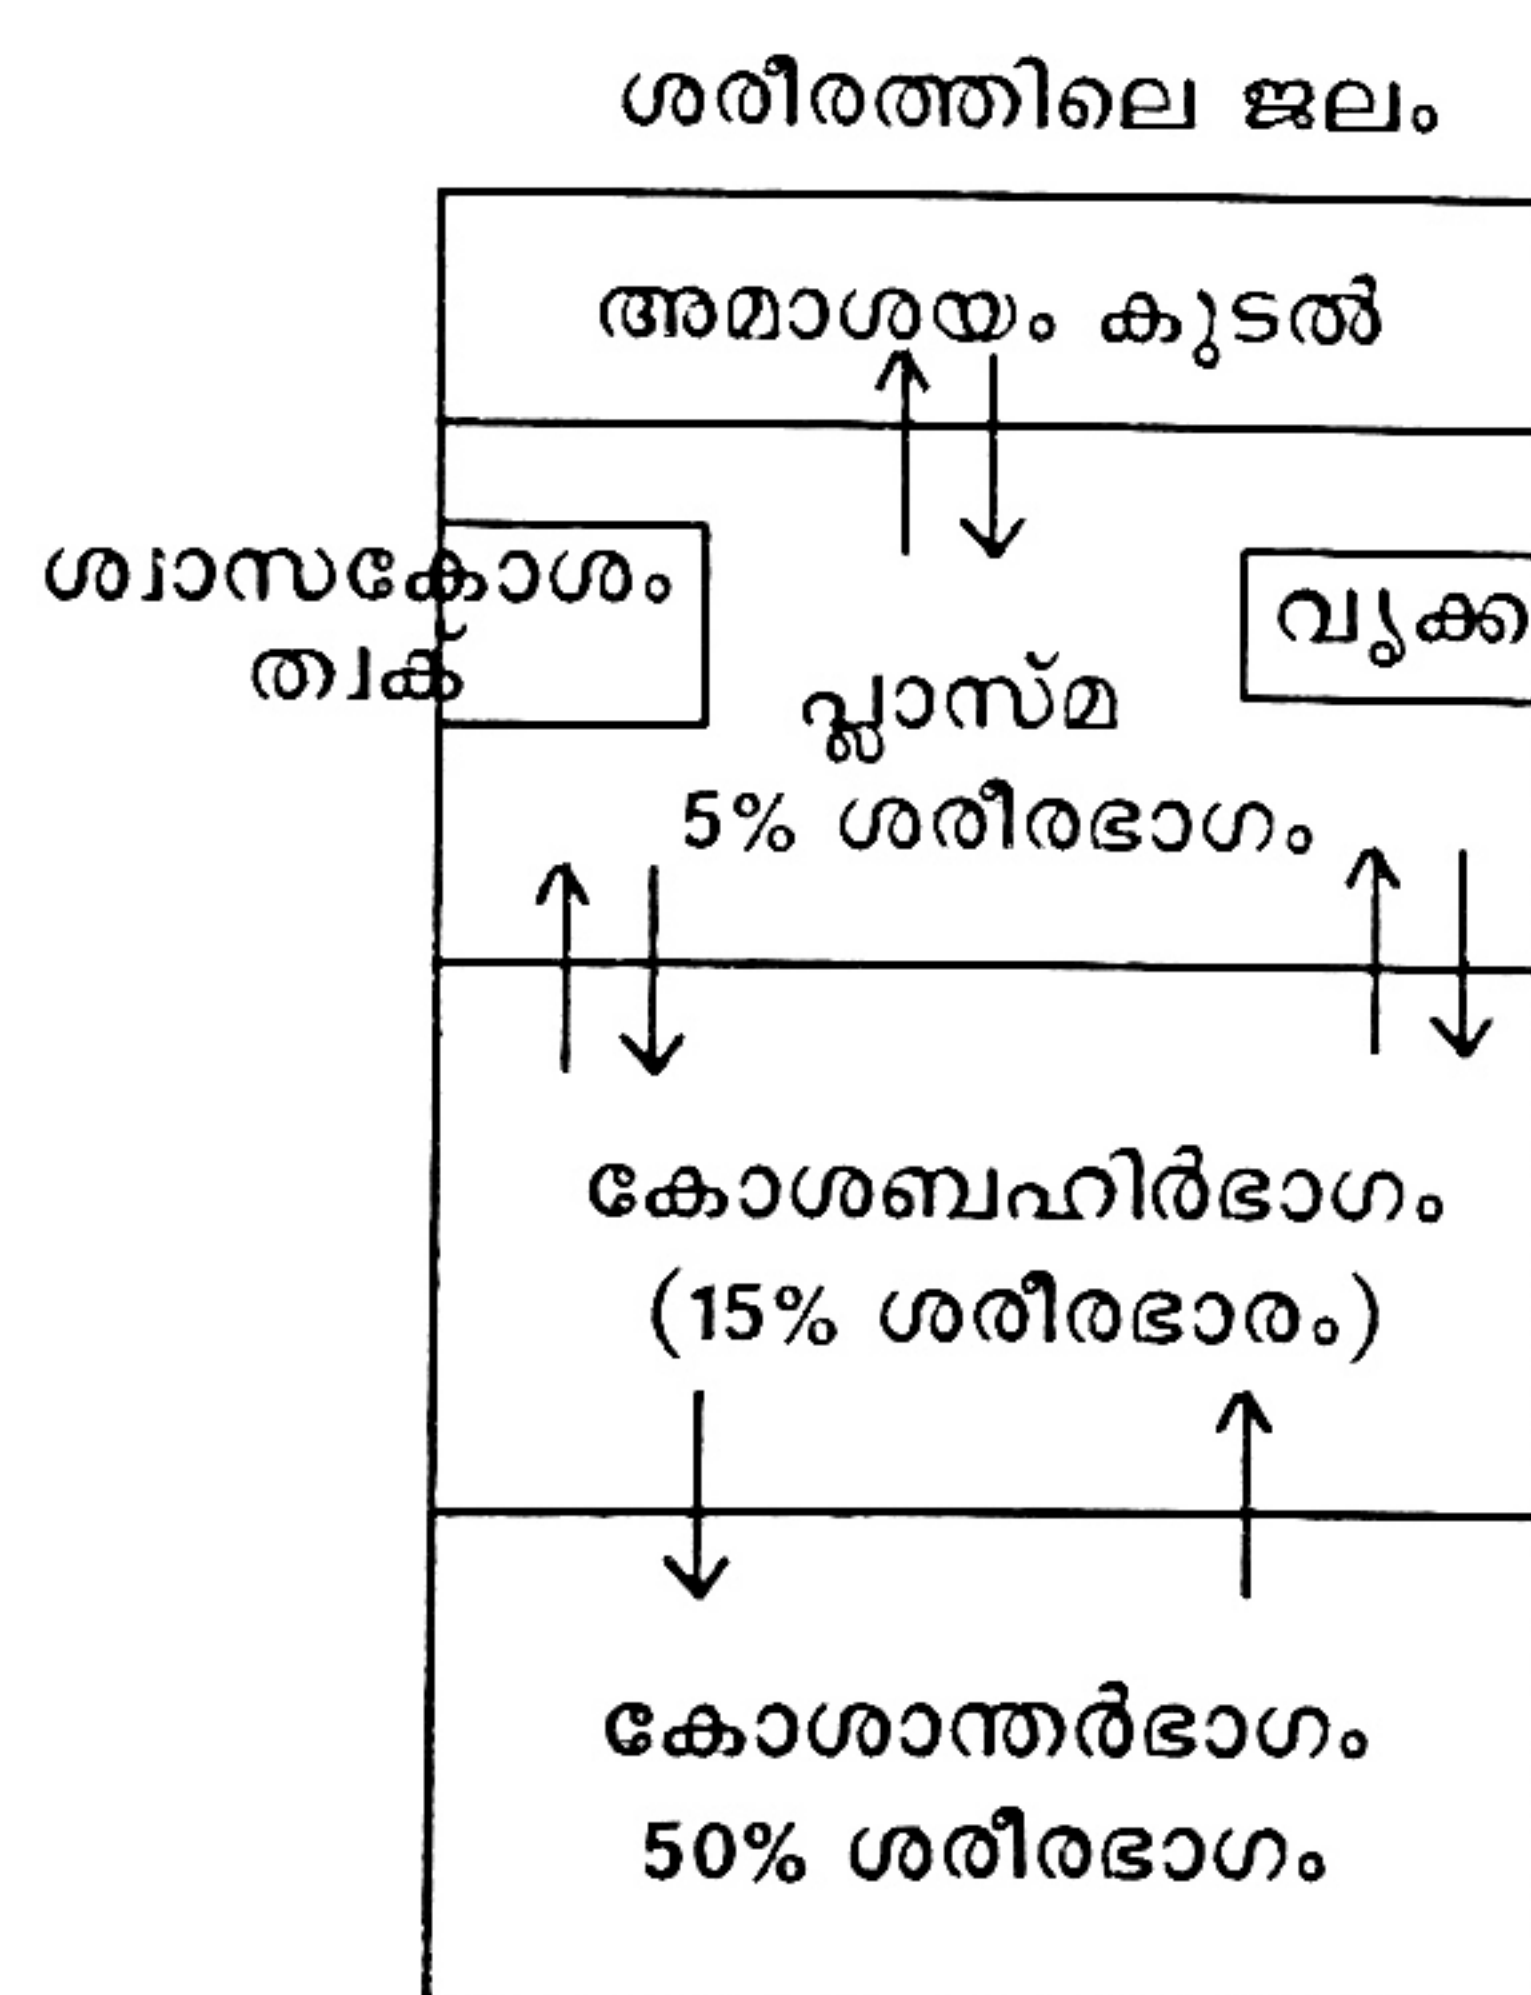 ശരീരത്തിലെ ജലം
അമാശയം കുടൽ
ശ്വാസകോശം
ത്വക്
വൃക്ക
പ്ലാസ്മ
5% ശരീരഭാഗം
കോശബഹിർഭാഗം
(15% ശരീരഭാരം)
കോശാന്തർഭാഗം
50% ശരീരഭാഗം